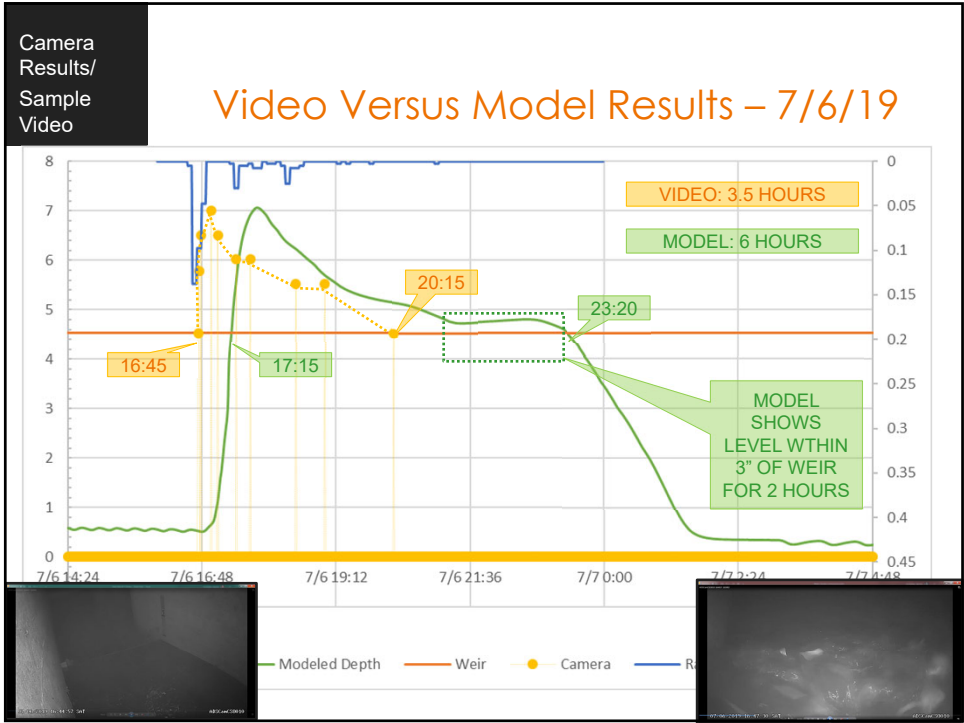 Camera
Results/
Sample
Video
Video Versus Model Results – 7/6/19
8
7
6
5
4
3
2
1
0
0
0.05
0.1
0.15
0.2
0.25
0.3
0.35
0.4
0.45
VIDEO: 3.5 HOURS
MODEL: 6 HOURS
20:15
23:20
16:45
17:15
MODEL
SHOWS
LEVEL WTHIN
3” OF WEIR
FOR 2 HOURS
7/6 14:24
7/6 16:48
7/6 19:12
7/6 21:36
7/7 0:00
7/7 2:24
7/7 4:48
Modeled Depth
Weir
Camera